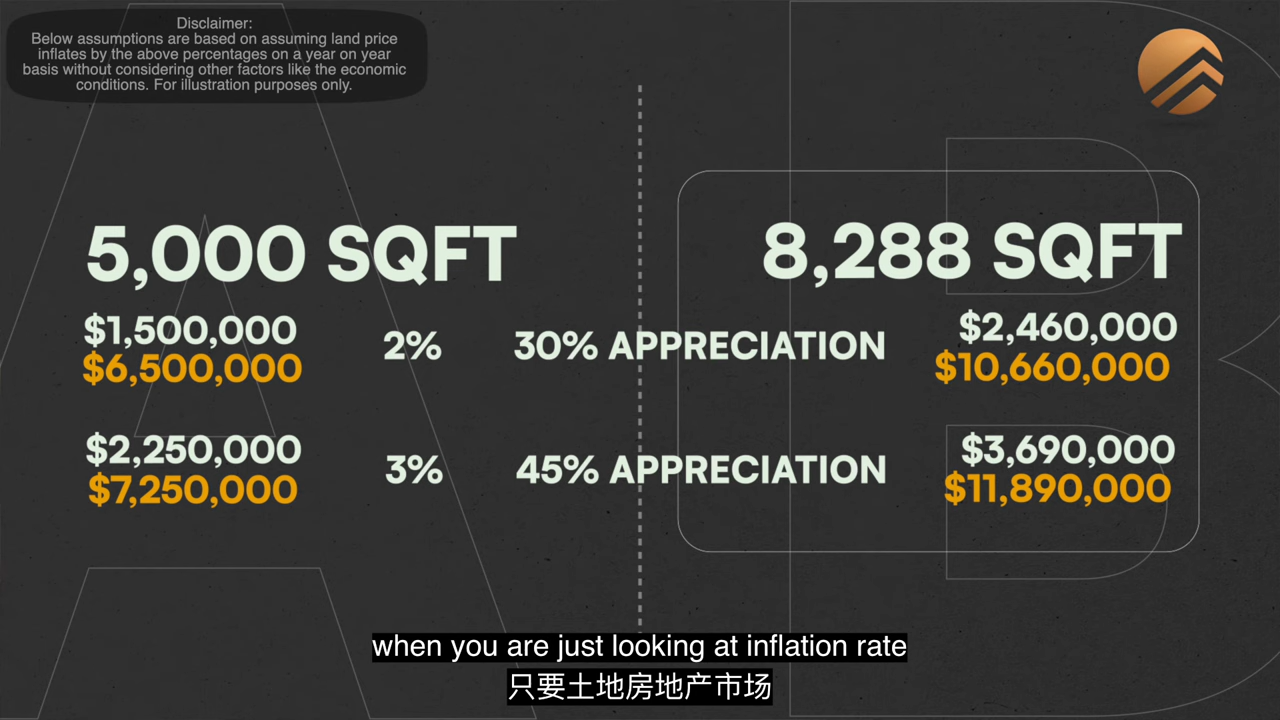 Disclaimer:
Below assumptions are based on assuming land price
inflates by the above percentages on a year on year
basis without considering other factors like the economic
conditions. For illustration purposes only.
5,000 SQFT
8,288 SQFT
$1,500,000
$6,500,000
2%
30% APPRECIATION
$2,460,000
$10,660,000
$2,250,000
$7,250,000
3%
45% APPRECIATION
$3,690,000
$11,890,000
when you are just looking at inflation rate
只要土地房地产市场